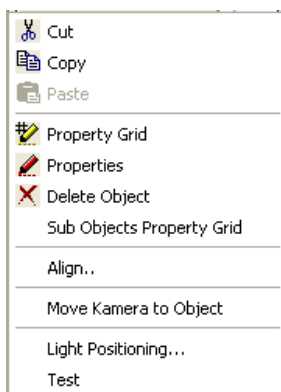 Cut
Copy
Paste
Property Grid
Properties
Delete Object
Sub Objects Property Grid
Align..
Move Kamera to Object
Light Positioning...
Test